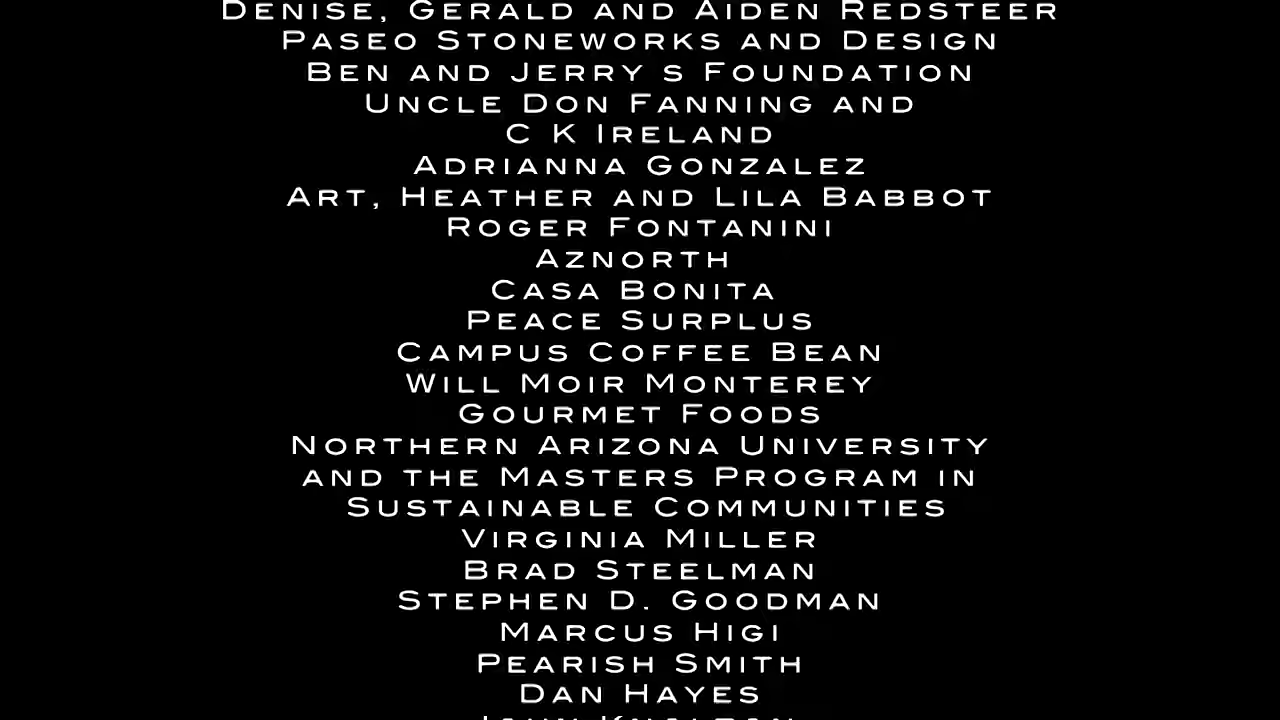 Denise, Gerald and Aiden Redsteer
Paseo Stoneworks and Design
Ben and Jerry s Foundation
Uncle Don Fanning and
C K Ireland
Adrianna Gonzalez
Art, Heather and Lila Babbot
Roger Fontanini
Aznorth
Casa Bonita
Peace Surplus
Campus Coffee Bean
Will Moir Monterey
Gourmet Foods
Northern Arizona University
and the Masters Program in
Sustainable Communities
Virginia Miller
Brad Steelman
Stephen D. Goodman
Marcus Higi
Pearish Smith
Dan Hayes
John